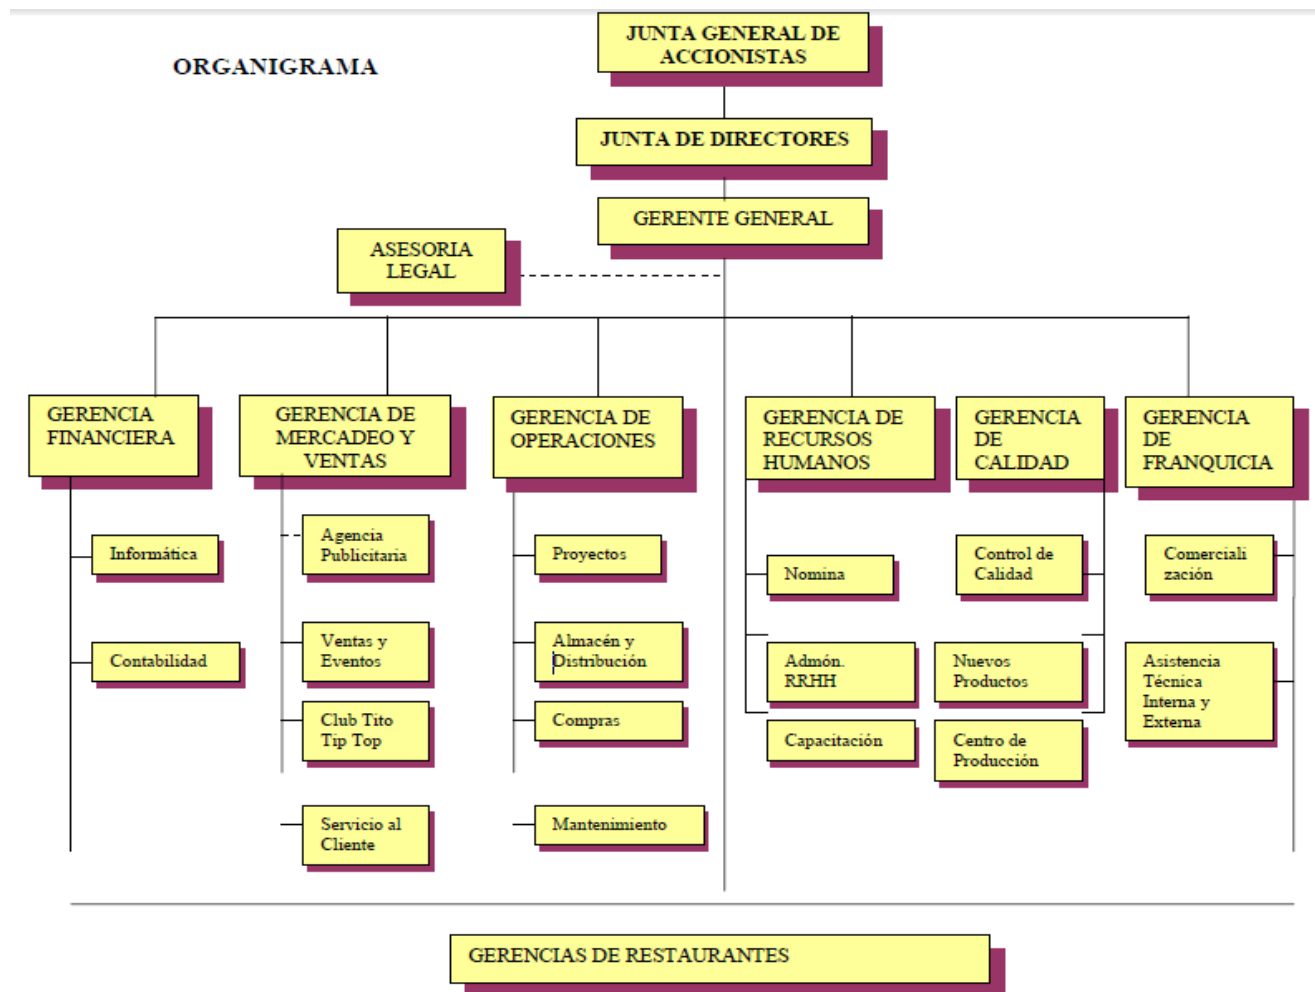 ORGANIGRAMA
JUNTA GENERAL DE
ACCIONISTAS
JUNTA DE DIRECTORES
GERENTE GENERAL
ASESORIA
LEGAL
GERENCIA
FINANCIERA
GERENCIA DE
MERCADEO Y
VENTAS
GERENCIA DE
OPERACIONES
GERENCIA DE
RECURSOS
HUMANOS
GERENCIA
DE
CALIDAD
GERENCIA
DE
FRANQUICIA
Informática
Contabilidad
Agencia
Publicitaria
Ventas y
Eventos
Club Tito
Tip Top
Servicio al
Cliente
Proyectos
Almacén y
Distribución
Compras
Mantenimiento
Nomina
Admón.
RRHH
Capacitación
Control de
Calidad
Nuevos
Productos
Centro de
Producción
Comerciali
zación
Asistencia
Técnica
Interna y
Externa
GERENCIAS DE RESTAURANTES